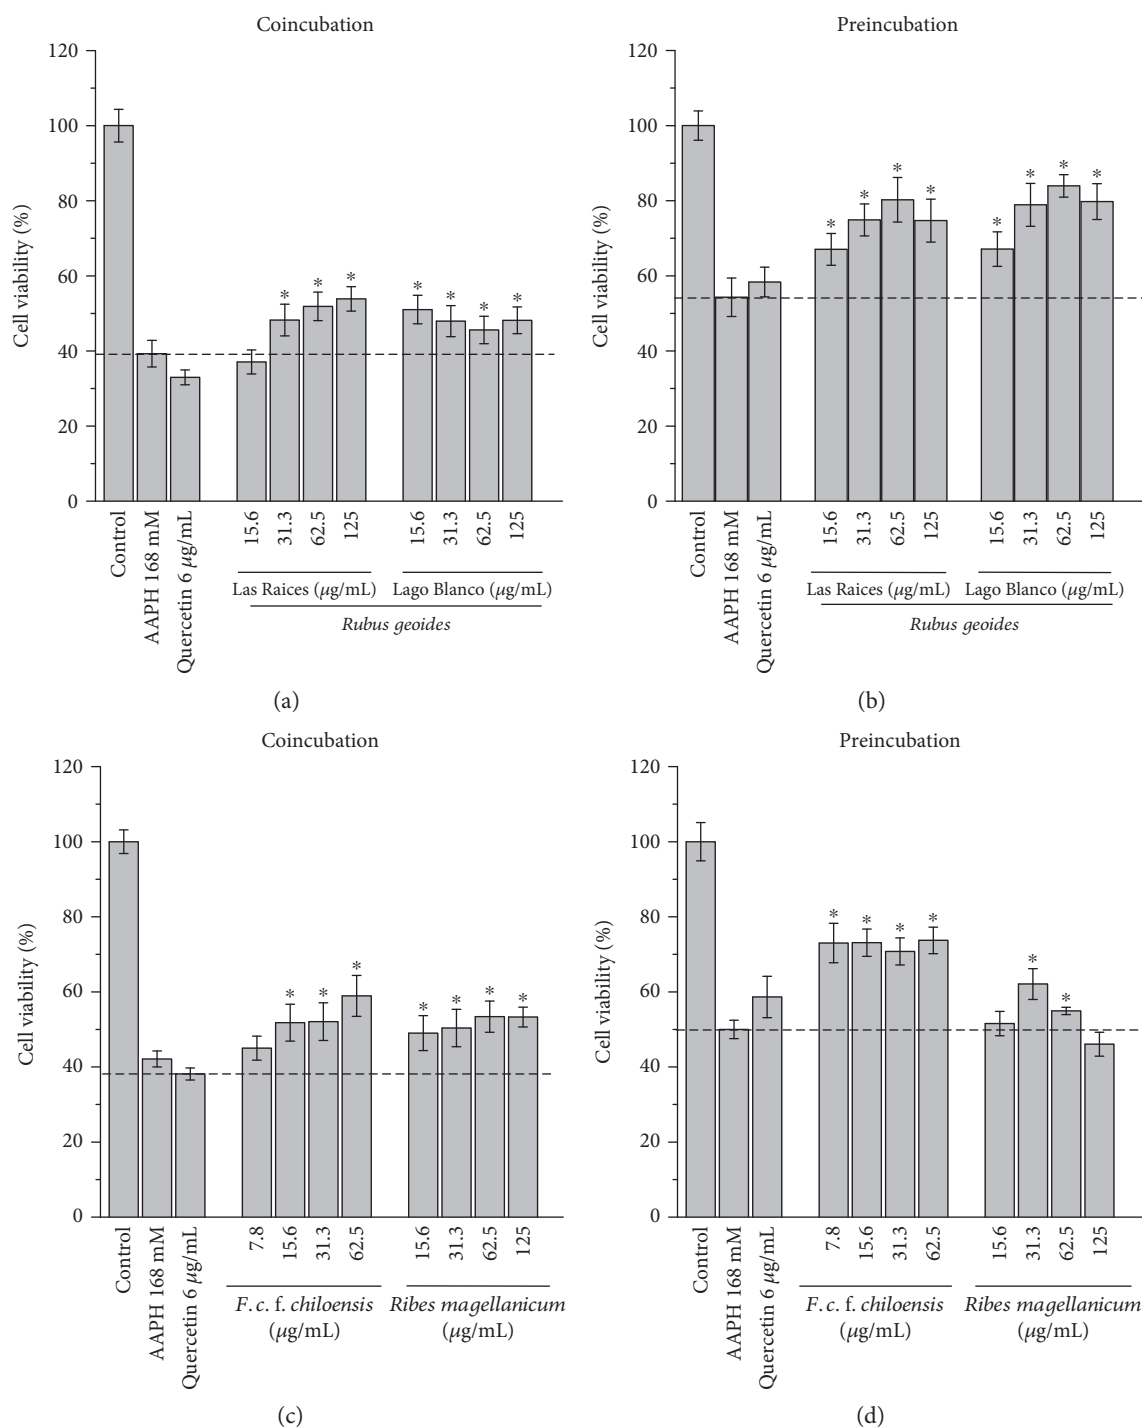 Coincubation
120
100
80
60
40
20
0
Cell viability (%)
* * * * * * *
Control
AAPH 168 mM
Quercetin 6 μg/mL
15.6
31.3
62.5
125
15.6
31.3
62.5
125
Las Raices (μg/mL)
Lago Blanco (μg/mL)
Rubus geoides
(a)
Preincubation
120
100
80
60
40
20
0
Cell viability (%)
* * * * * * * *
Control
AAPH 168 mM
Quercetin 6 μg/mL
15.6
31.3
62.5
125
15.6
31.3
62.5
125
Las Raices (μg/mL)
Lago Blanco (μg/mL)
Rubus geoides
(b)
Coincubation
120
100
80
60
40
20
0
Cell viability (%)
* * * * * * *
Control
AAPH 168 mM
Quercetin 6 μg/mL
7.8
15.6
31.3
62.5
15.6
31.3
62.5
125
F. c. f. chiloensis
(μg/mL)
Ribes magellanicum
(μg/mL)
(c)
Preincubation
120
100
80
60
40
20
0
Cell viability (%)
* * * * * *
Control
AAPH 168 mM
Quercetin 6 μg/mL
7.8
15.6
31.3
62.5
15.6
31.3
62.5
125
F. c. f. chiloensis
(μg/mL)
Ribes magellanicum
(μg/mL)
(d)